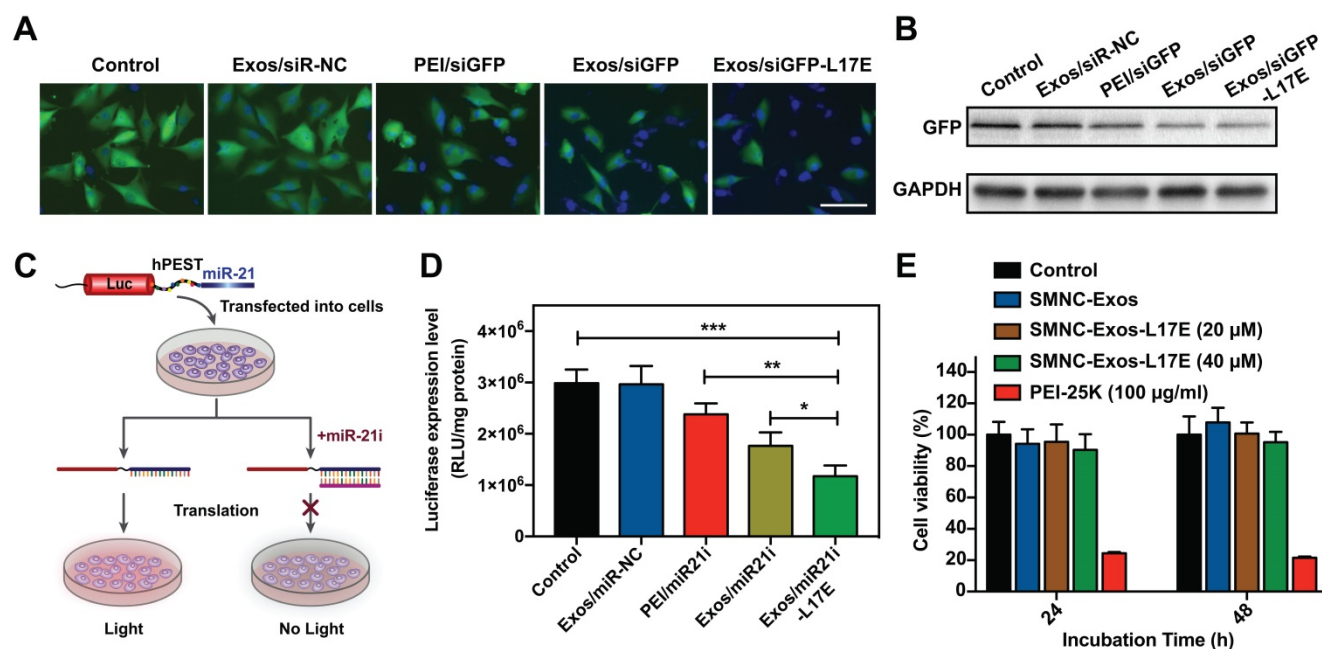 A
Control
Exos/siR-NC
PEI/siGFP
Exos/siGFP
Exos/siGFP-L17E
B
Control
Exos/siR-NC
PEI/siGFP
Exos/siGFP
Exos/siGFP
-L17E
GFP
GAPDH
C
hPEST
Luc
miR-21
Transfected into cells
+miR-21i
Translation
Light
No Light
D
Luciferase expression level
(RLU/mg protein)
4×10⁶
3×10⁶
2×10⁶
1×10⁶
0
***
**
*
Control
Exos/miR-NC
PEI/miR21i
Exos/miR21i
Exos/miR21i
-L17E
E
Control
SMNC-Exos
SMNC-Exos-L17E (20 µM)
SMNC-Exos-L17E (40 µM)
PEI-25K (100 µg/ml)
Cell viability (%)
140
120
100
80
60
40
20
0
24
48
Incubation Time (h)